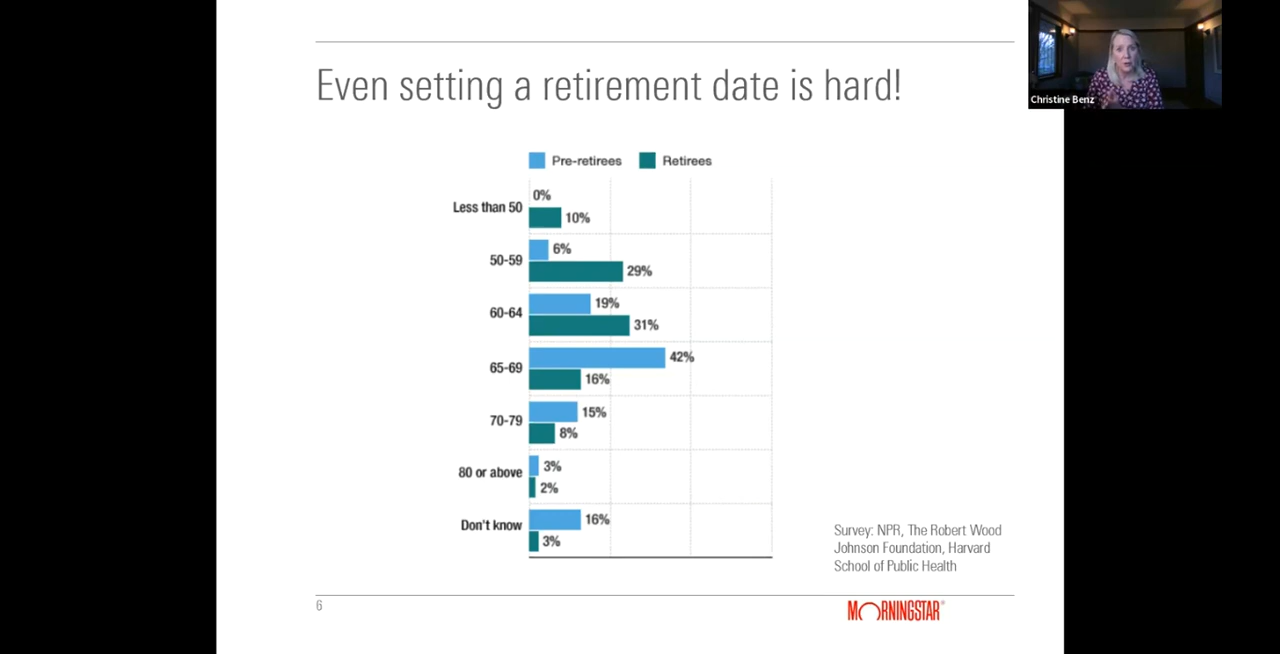 Even setting a retirement date is hard!
Christine Benz
Pre-retirees Retirees
Less than 50 0%
10%
50-59 6%
29%
60-64 19%
31%
65-69 42%
16%
70-79 15%
8%
80 or above 3%
2%
Don't know 16%
3%
Survey: NPR, The Robert Wood
Johnson Foundation, Harvard
School of Public Health
6
MORNINGSTAR®